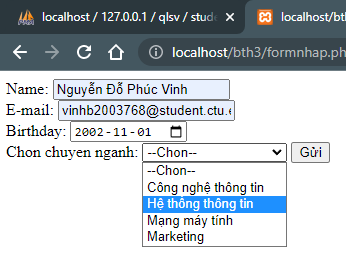 localhost / 127.0.0.1 / qlsv / stude
localhost/bt
localhost/bth3/formnhap.ph
Name: Nguyễn Đỗ Phúc Vinh
E-mail: vinhb2003768@student.ctu.e
Birthday: 2002-11-01
Chon chuyen nganh: --Chon-- Gửi
--Chon--
Công nghệ thông tin
Hệ thống thông tin
Mạng máy tính
Marketing